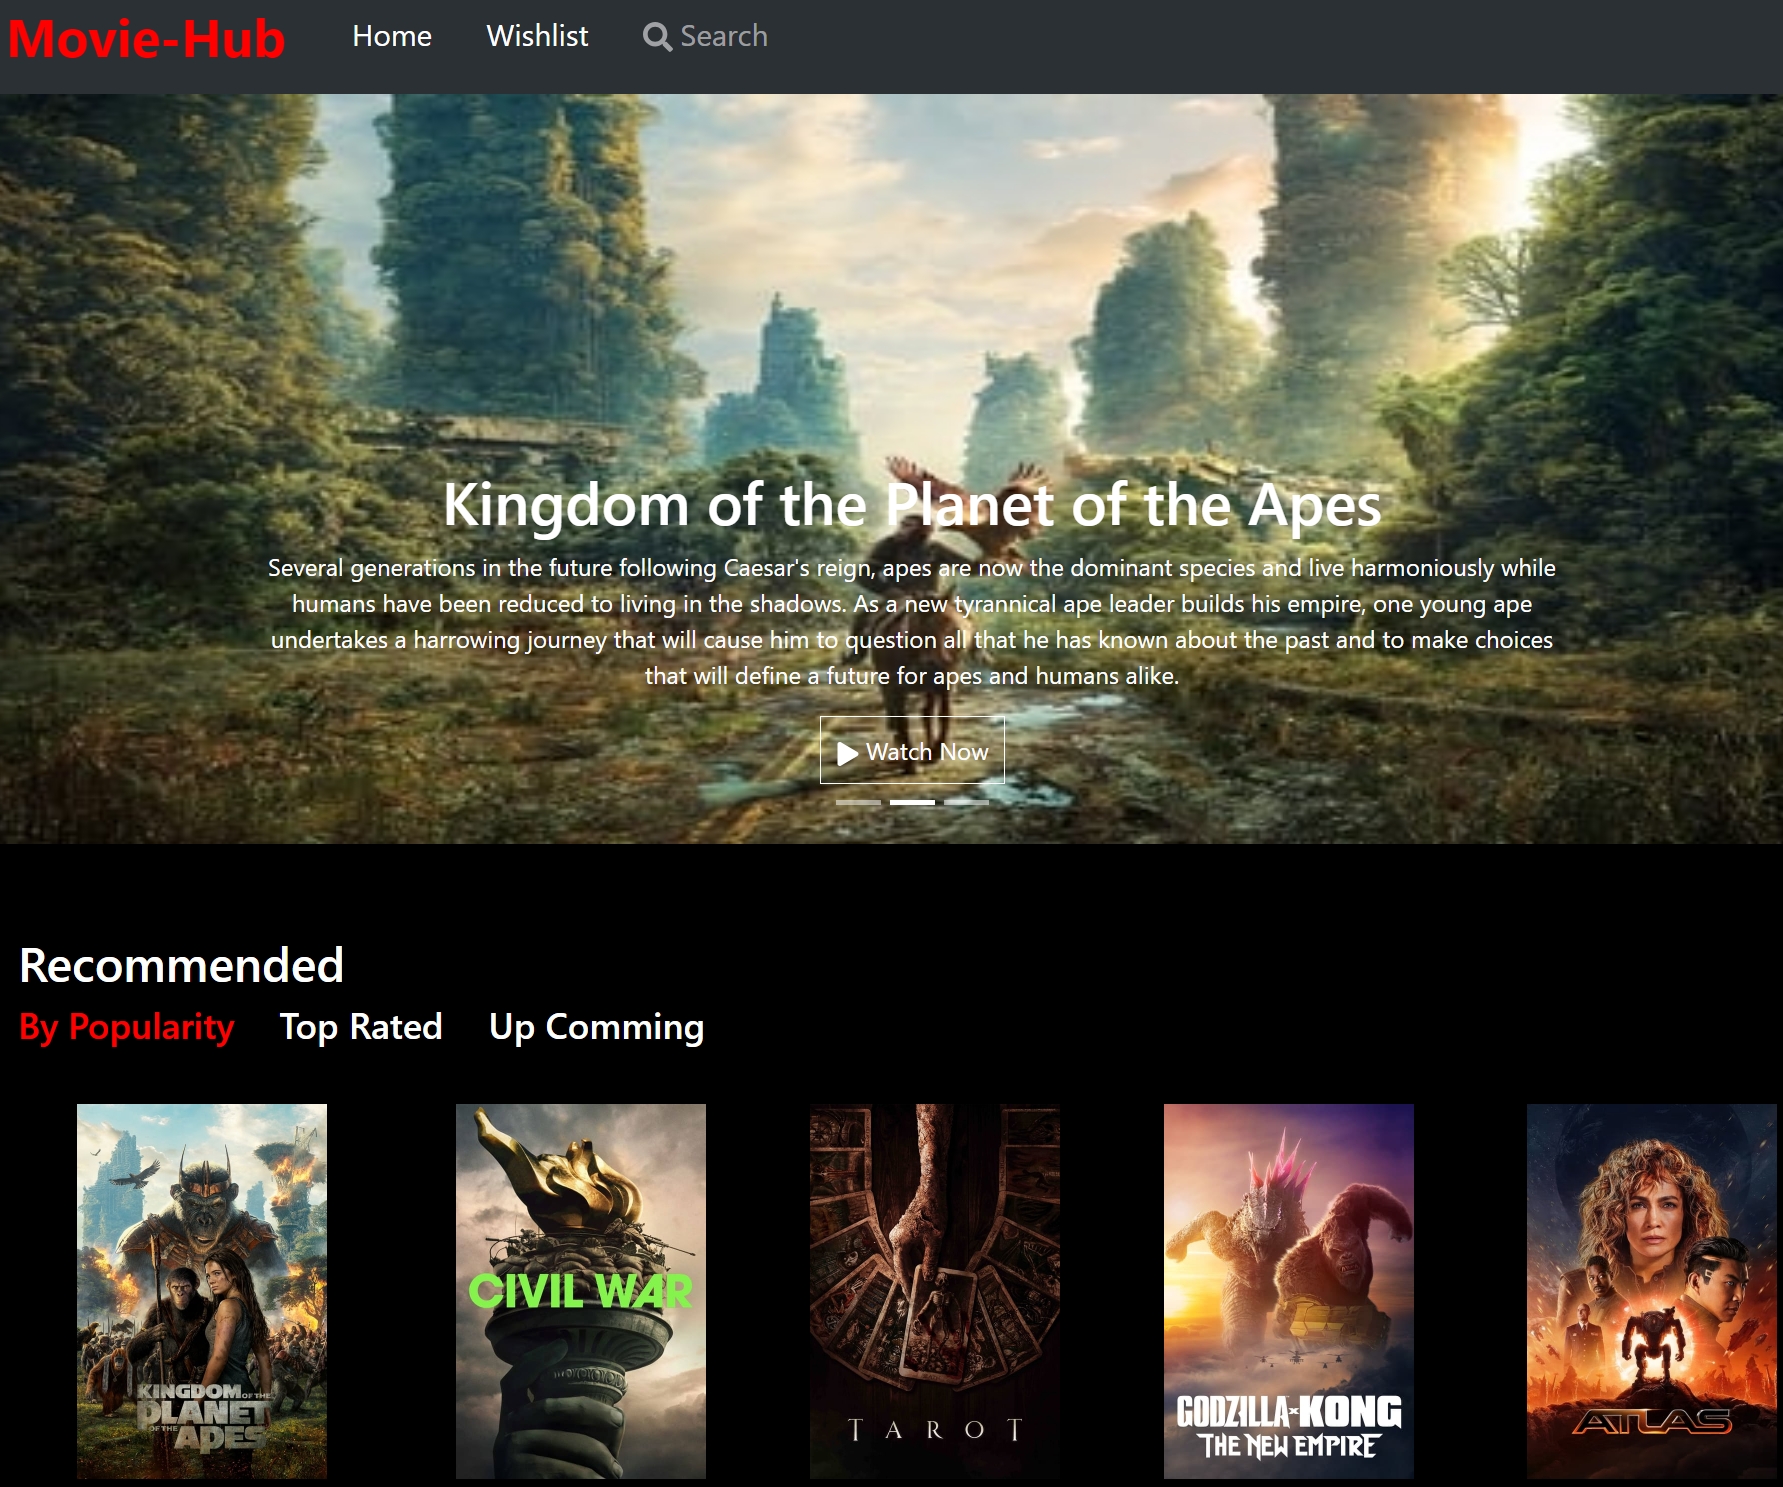 Movie-Hub
Home
Wishlist
Search
Kingdom of the Planet of the Apes
Several generations in the future following Caesar's reign, apes are now the dominant species and live harmoniously while
humans have been reduced to living in the shadows. As a new tyrannical ape leader builds his empire, one young ape
undertakes a harrowing journey that will cause him to question all that he has known about the past and to make choices
that will define a future for apes and humans alike.
Watch Now
Recommended
By Popularity
Top Rated
Up Comming
KINGDOM OF THE
PLANET
OF THE APES
CIVIL WAR
TAROT
GODZILLA x KONG
THE NEW EMPIRE
ATLAS